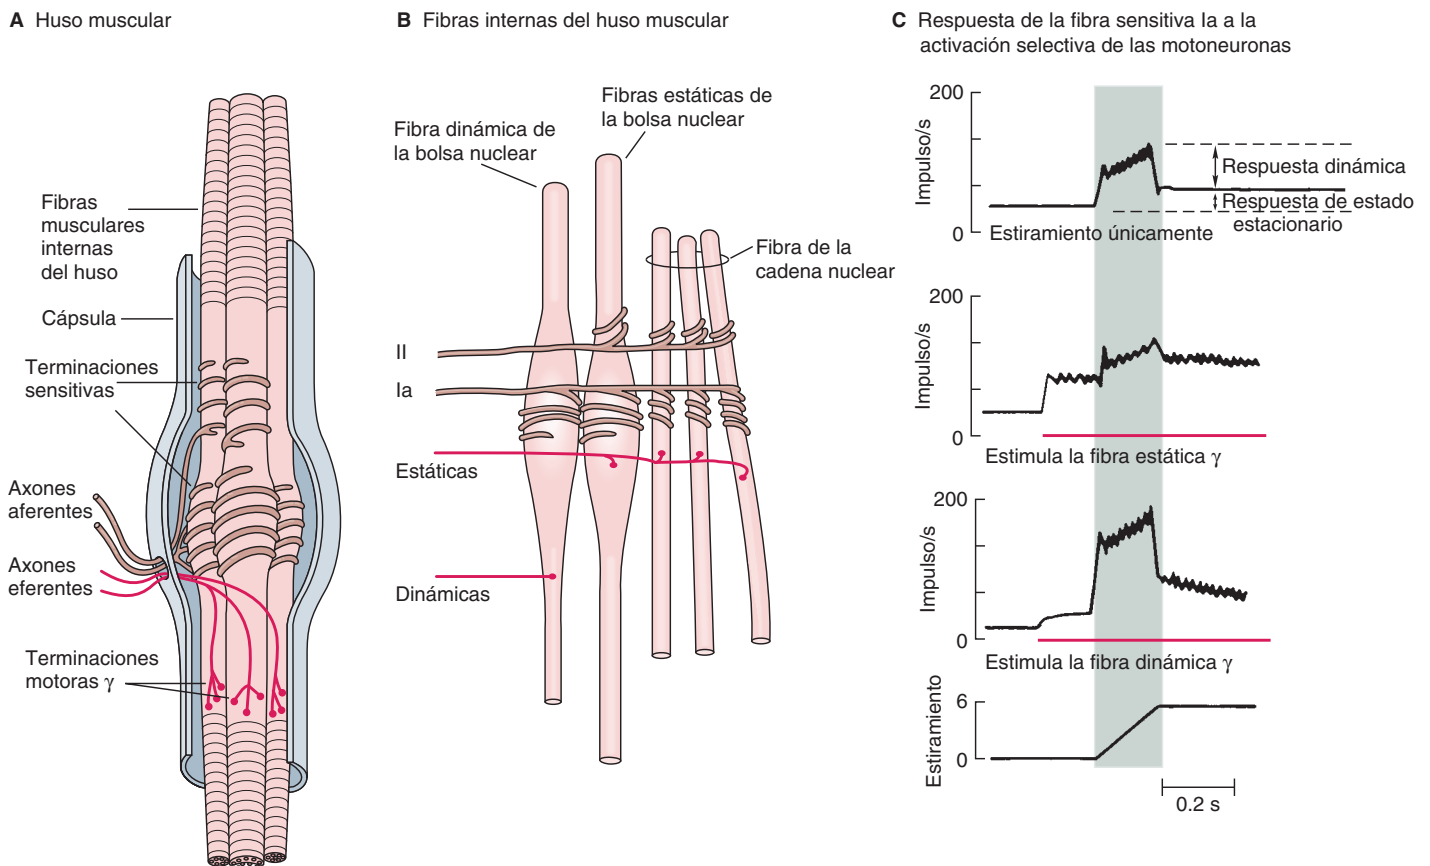 A Huso muscular
Fibras
musculares
internas
del huso
Cápsula
Terminaciones
sensitivas
Axones
aferentes
Axones
eferentes
Terminaciones
motoras γ
B Fibras internas del huso muscular
Fibras estáticas de
la bolsa nuclear
Fibra dinámica de
la bolsa nuclear
Fibra de la
cadena nuclear
II
Ia
Estáticas
Dinámicas
C Respuesta de la fibra sensitiva Ia a la
activación selectiva de las motoneuronas
200
Impulso/s
0
Respuesta dinámica
Respuesta de estado
estacionario
Estiramiento únicamente
200
Impulso/s
0
Estimula la fibra estática γ
200
Impulso/s
0
Estimula la fibra dinámica γ
Estiramiento
6
0
0.2 s